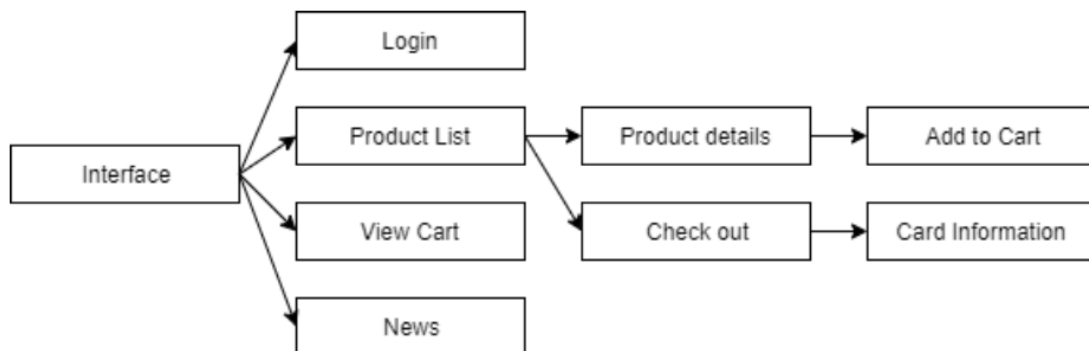 Login
Product List
Product details
Add to Cart
Interface
View Cart
Check out
Card Information
News